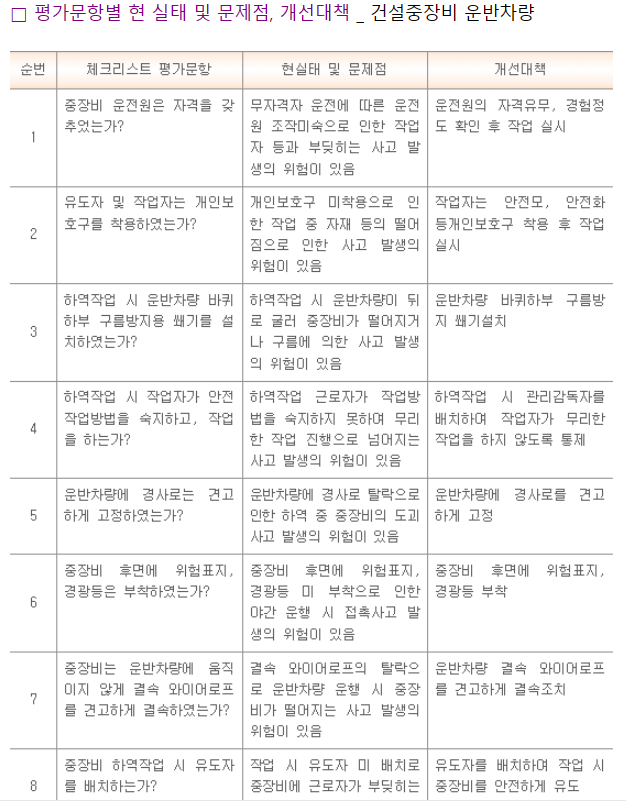 □ 평가문항별 현 실태 및 문제점, 개선대책 _ 건설중장비 운반차량
순번 체크리스트 평가문항 현실태 및 문제점 개선대책
1
중장비 운전원은 자격을 갖
추었는가?
무자격자 운전에 따른 운전
원 조작미숙으로 인한 작업
자 등과 부딪히는 사고 발
생의 위험이 있음
운전원의 자격유무, 경험정
도 확인 후 작업 실시
2
유도자 및 작업자는 개인보
호구를 착용하였는가?
개인보호구 미착용으로 인
한 작업 중 자재 등의 떨어
짐으로 인한 사고 발생의
위험이 있음
작업자는 안전모, 안전화
등개인보호구 착용 후 작업
실시
3
하역작업 시 운반차량 바퀴
하부 구름방지용 쐐기를 설
치하였는가?
하역작업 시 운반차량이 뒤
로 굴러 중장비가 떨어지거
나 구름에 의한 사고 발생
의 위험이 있음
운반차량 바퀴하부 구름방
지 쐐기설치
4
하역작업 시 작업자가 안전
작업방법을 숙지하고, 작업
을 하는가?
하역작업 근로자가 작업방
법을 숙지하지 못하여 무리
한 작업 진행으로 넘어지는
사고 발생의 위험이 있음
하역작업 시 관리감독자를
배치하여 작업자가 무리한
작업을 하지 않도록 통제
5
운반차량에 경사로는 견고
하게 고정하였는가?
운반차량에 경사로 탈락으로
인한 하역 중 중장비의 도괴
사고 발생의 위험이 있음
운반차량에 경사로를 견고
하게 고정
6
중장비 후면에 위험표지,
경광등은 부착하였는가?
중장비 후면에 위험표지,
경광등 미 부착으로 인한
야간 운행 시 접촉사고 발
생의 위험이 있음
중장비 후면에 위험표지,
경광등 부착
7
중장비는 운반차량에 움직
이지 않게 결속 와이어로프
를 견고하게 결속하였는가?
결속 와이어로프의 탈락으
로 운반차량 운행 시 중장
비가 떨어지는 사고 발생의
위험이 있음
운반차량 결속 와이어로프
를 견고하게 결속조치
8
중장비 하역작업 시 유도자
를 배치하는가?
작업 시 유도자 미 배치로
중장비에 근로자가 부딪히는
유도자를 배치하며 작업 시
중장비를 안전하게 유도